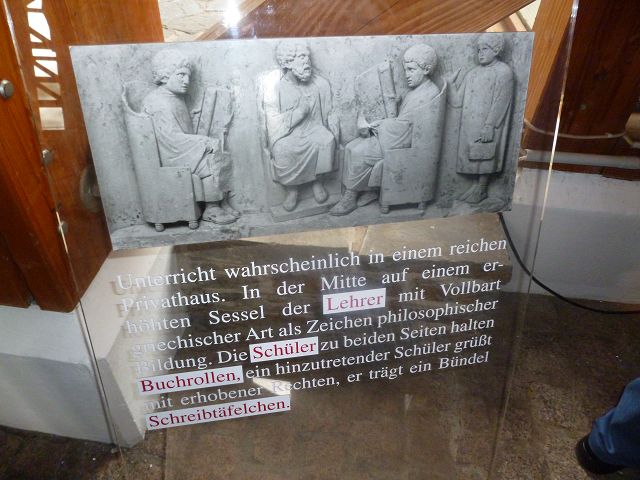 Unterricht wahrscheinlich in einem reichen
Privathaus. In der Mitte auf einem er-
höhten Sessel der Lehrer mit Vollbart
griechischer Art als Zeichen philosophischer
Bildung. Die Schüler zu beiden Seiten halten
Buchrollen, ein hinzutretender Schüler grüßt
mit erhobener Rechten, er trägt ein Bündel
Schreibtäfelchen.